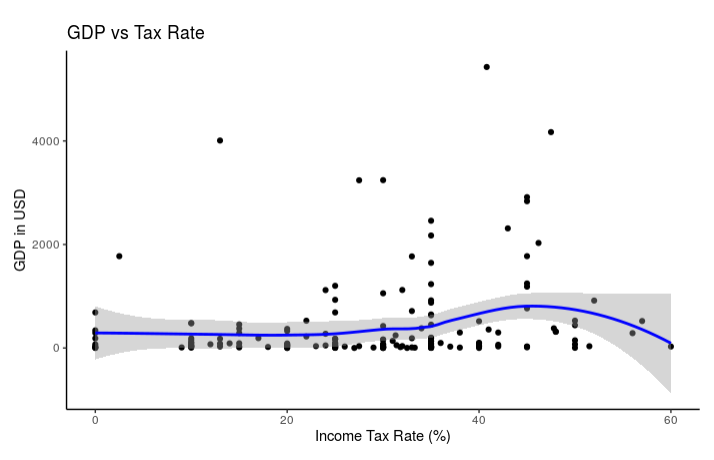 GDP vs Tax Rate
4000
2000
0
GDP in USD
0 20 40 60
Income Tax Rate (%)